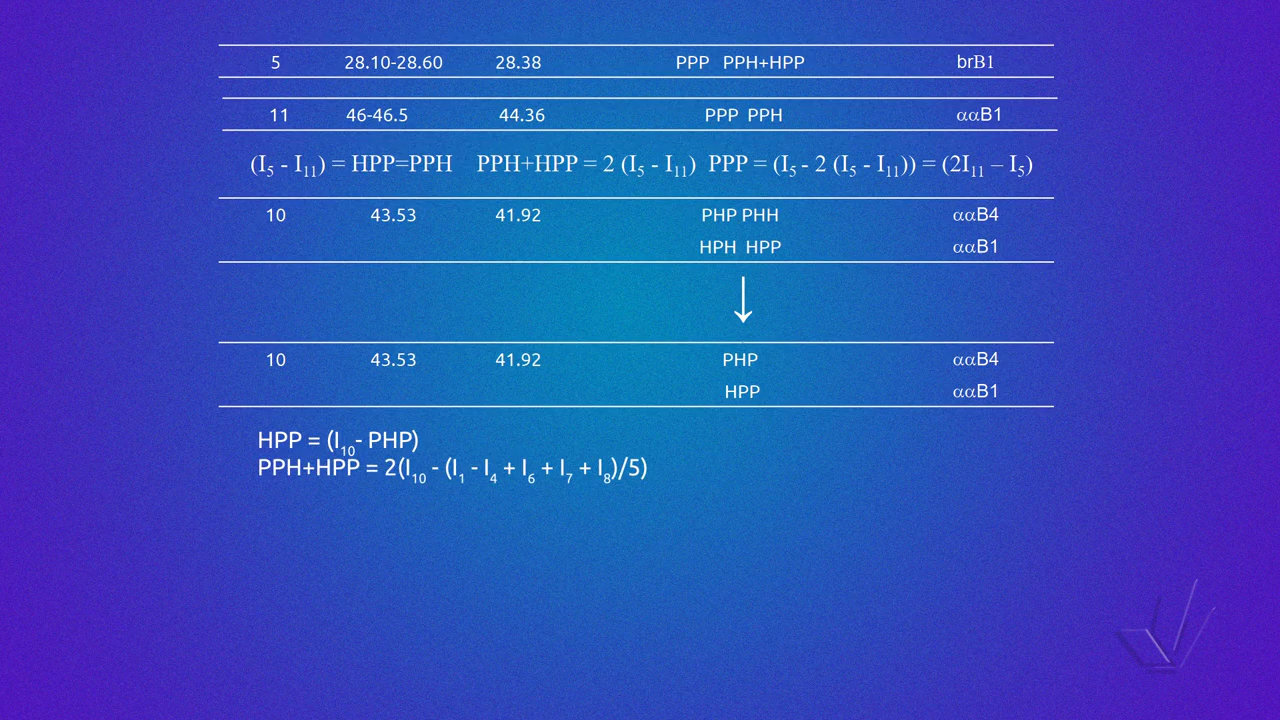 5 28.10-28.60 28.38 PPP PPH+HPP brB1
11 46-46.5 44.36 PPP PPH ααB1
(I₅ - I₁₁) = HPP=PPH PPH+HPP = 2 (I₅ - I₁₁) PPP = (I₅ - 2 (I₅ - I₁₁)) = (2I₁₁ – I₅)
10 43.53 41.92 PHP PHH ααB4
HPH HPP ααB1
↓
10 43.53 41.92 PHP ααB4
HPP ααB1
HPP = (I₁₀- PHP)
PPH+HPP = 2(I₁₀ - (I₁ - I₄ + I₆ + I₇ + I₈)/5)